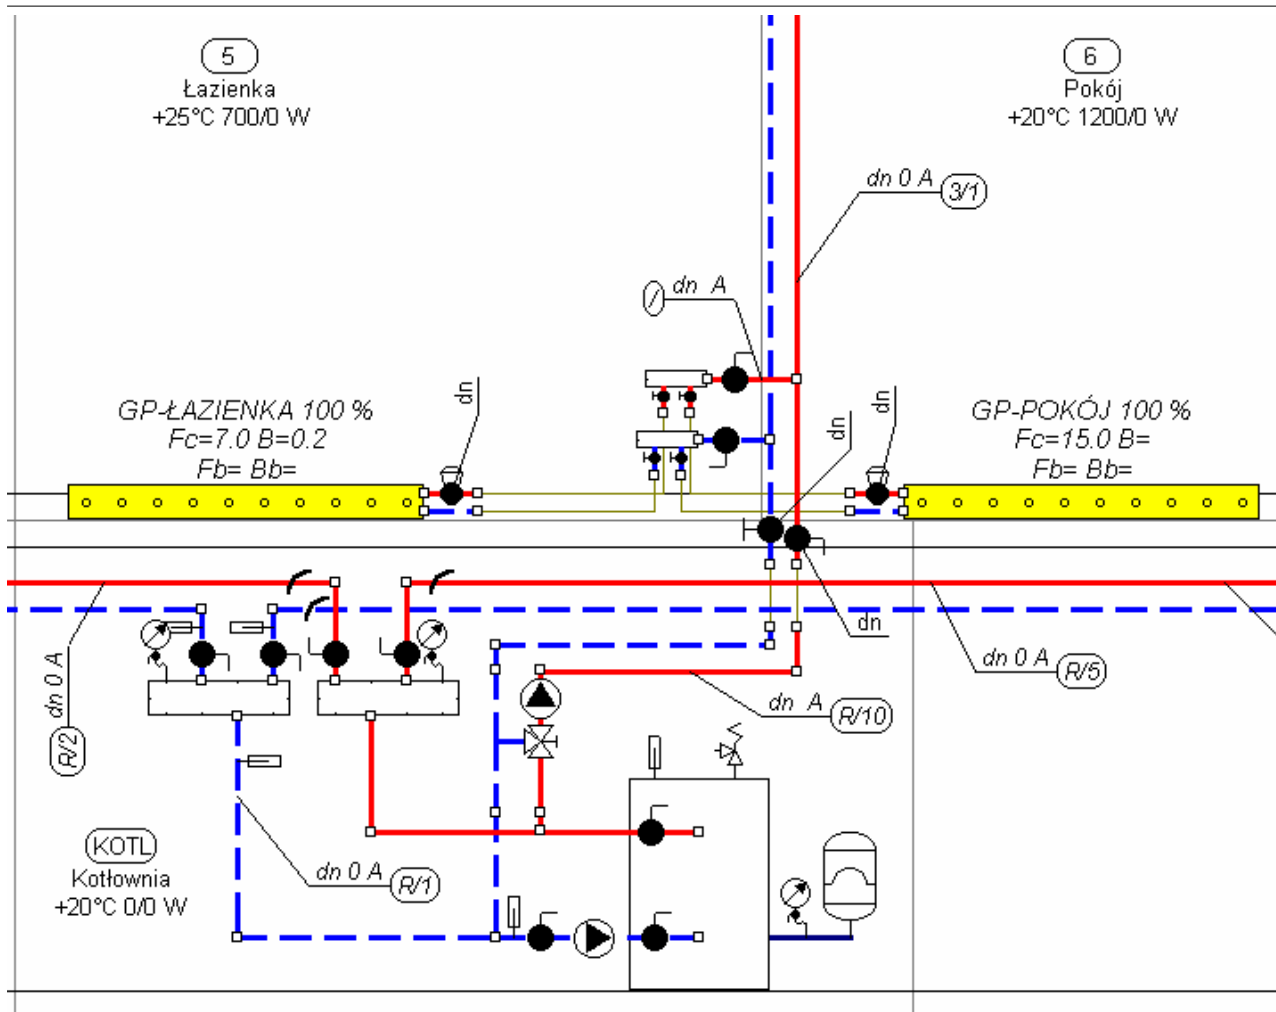 5
Łazienka
+25°C 700/0 W
6
Pokój
+20°C 1200/0 W
dn 0 A 3/1
dn A
GP-ŁAZIENKA 100 %
Fc=7.0 B=0.2
Fb= Bb=
dn
dn
dn
GP-POKÓJ 100 %
Fc=15.0 B=
Fb= Bb=
dn
dn 0 A R/2
dn 0 A R/5
dn A R/10
KOTL
Kotłownia
+20°C 0/0 W
dn 0 A R/1